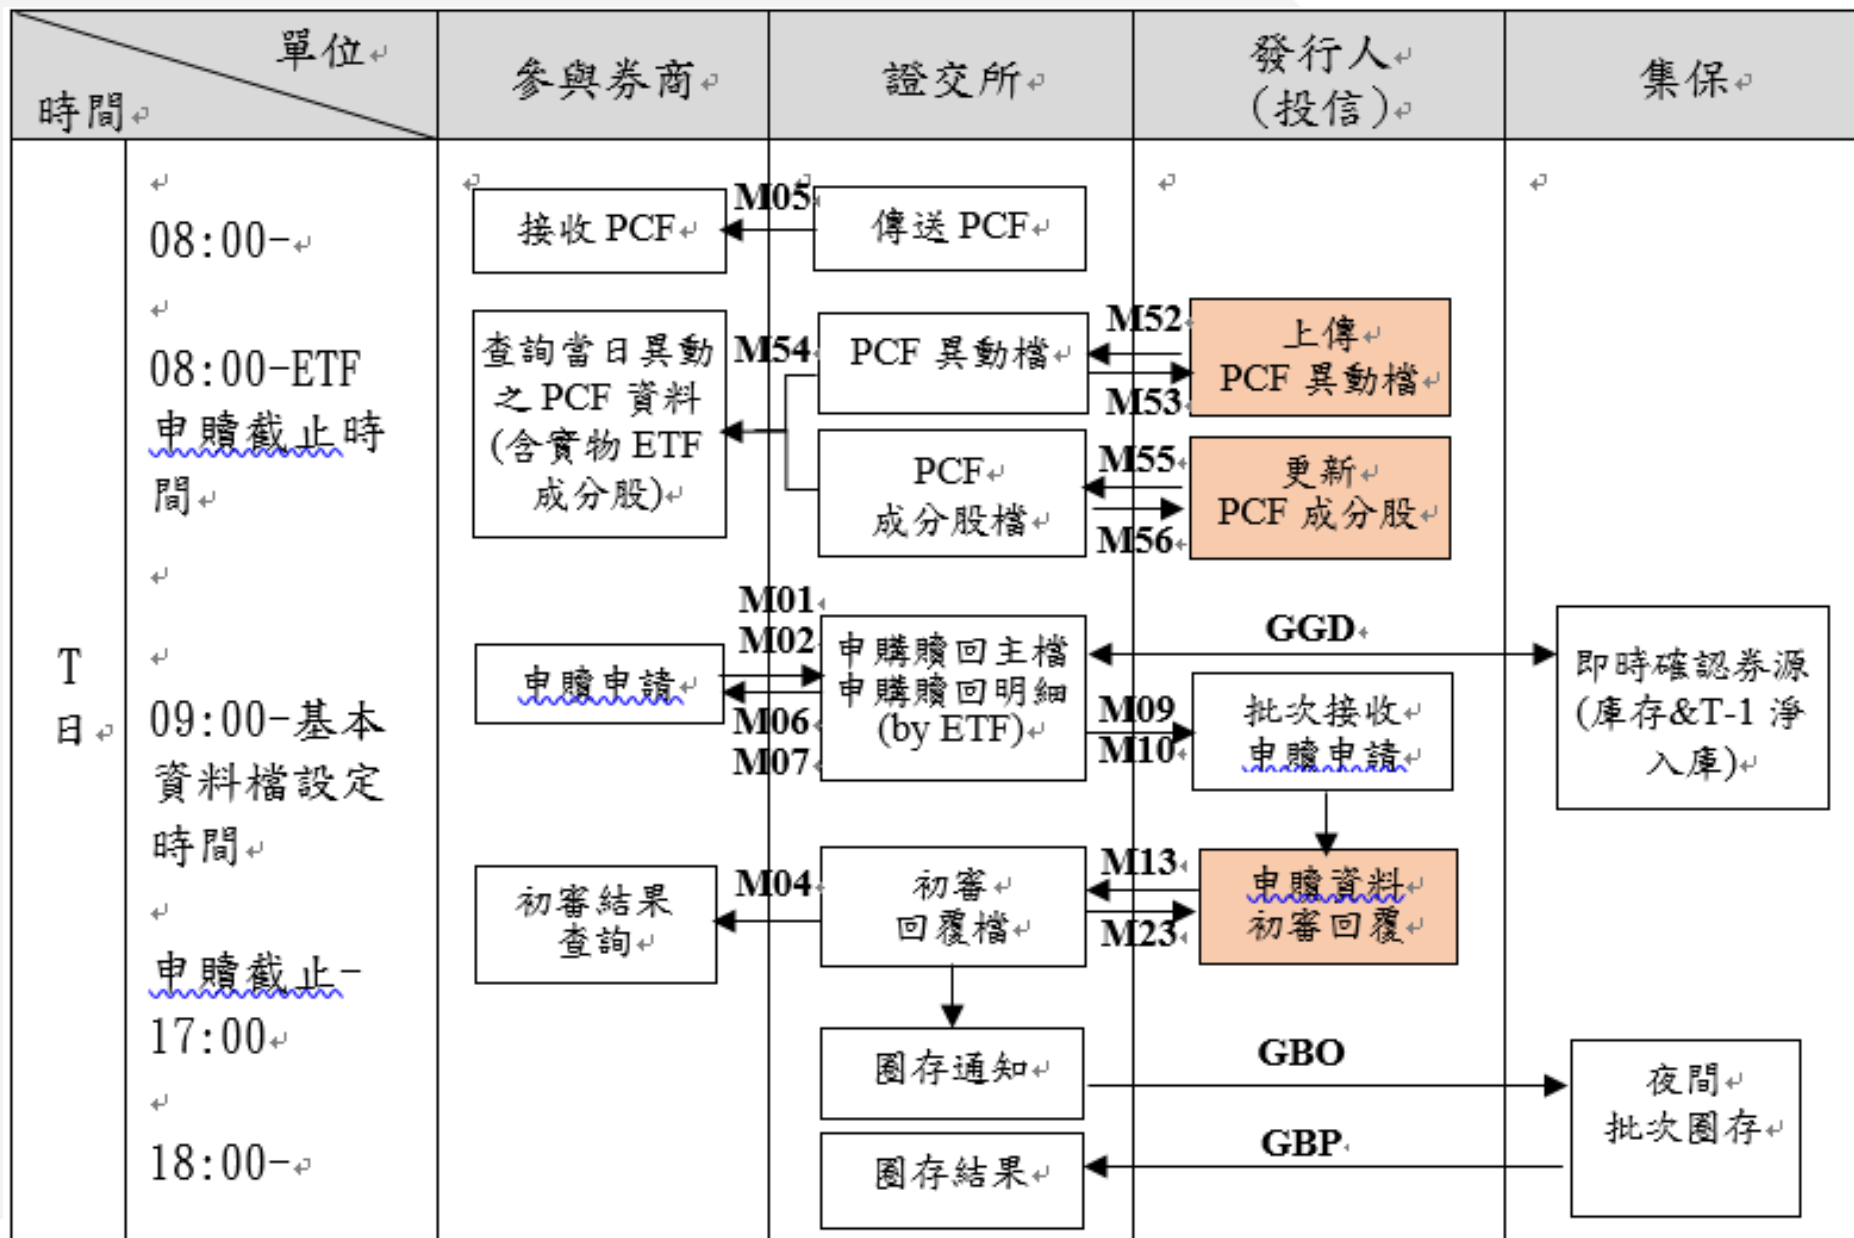 單位
時間
參與券商
證交所
發行人
(投信)
集保
T
日
08:00-
接收 PCF
M05
傳送 PCF
08:00-ETF
申贖截止時
間
查詢當日異動
之 PCF 資料
(含實物 ETF
成分股)
M54
PCF 異動檔
M52
M53
上傳
PCF 異動檔
PCF
成分股檔
M55
M56
更新
PCF 成分股
09:00-基本
資料檔設定
時間
申贖申請
M01
M02
M06
M07
申購贖回主檔
申購贖回明細
(by ETF)
GGD
M09
M10
批次接收
申贖申請
即時確認券源
(庫存&T-1 淨
入庫)
申贖截止-
17:00
初審結果
查詢
M04
初審
回覆檔
M13
M23
申贖資料
初審回覆
圈存通知
GBO
夜間
批次圈存
18:00-
圈存結果
GBP